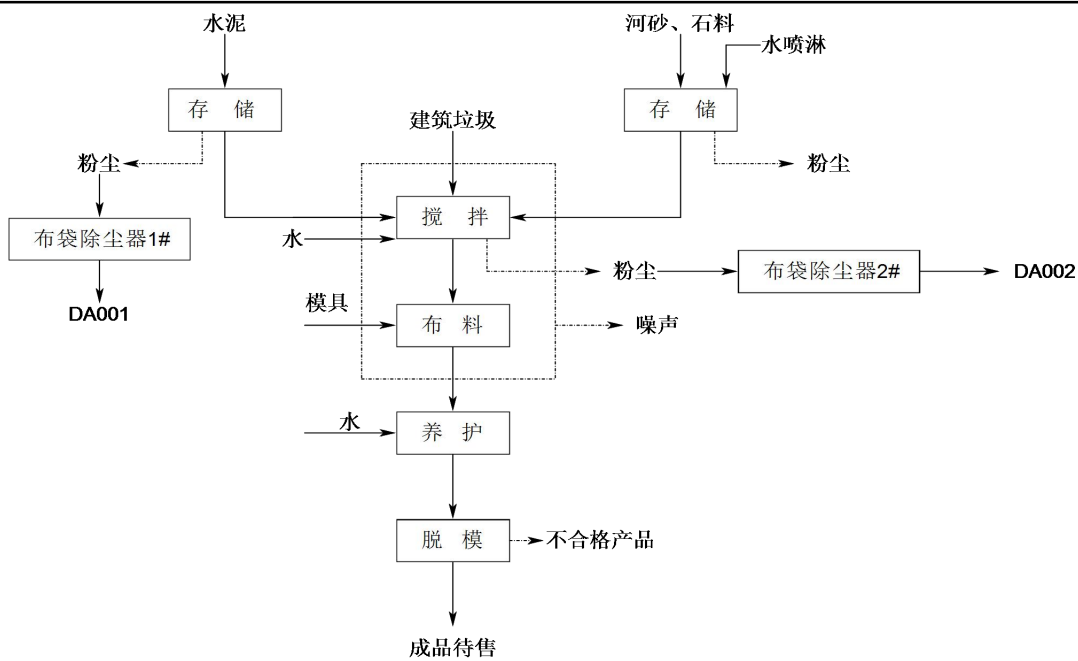 水泥
河砂、石料
水喷淋
存 储
存 储
建筑垃圾
粉尘
粉尘
搅 拌
布袋除尘器1#
水
粉尘
布袋除尘器2#
DA002
DA001
模具
布 料
噪声
水
养 护
脱 模
不合格产品
成品待售